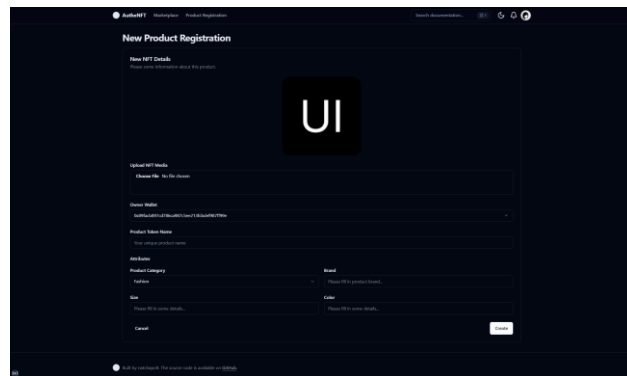 AutheNFT Marketplace Product Registration Search documentation...
New Product Registration
New NFT Details
Please some information about this product.
UI
Upload NFT Media
Choose File No file chosen
Owner Wallet
Product Token Name
Your unique product name
Attributes
Product Category Brand
Fashion Please fill in product brand...
Size Color
Please fill in some details... Please fill in some details...
Cancel Create
Built by The source code is available on GitHub.